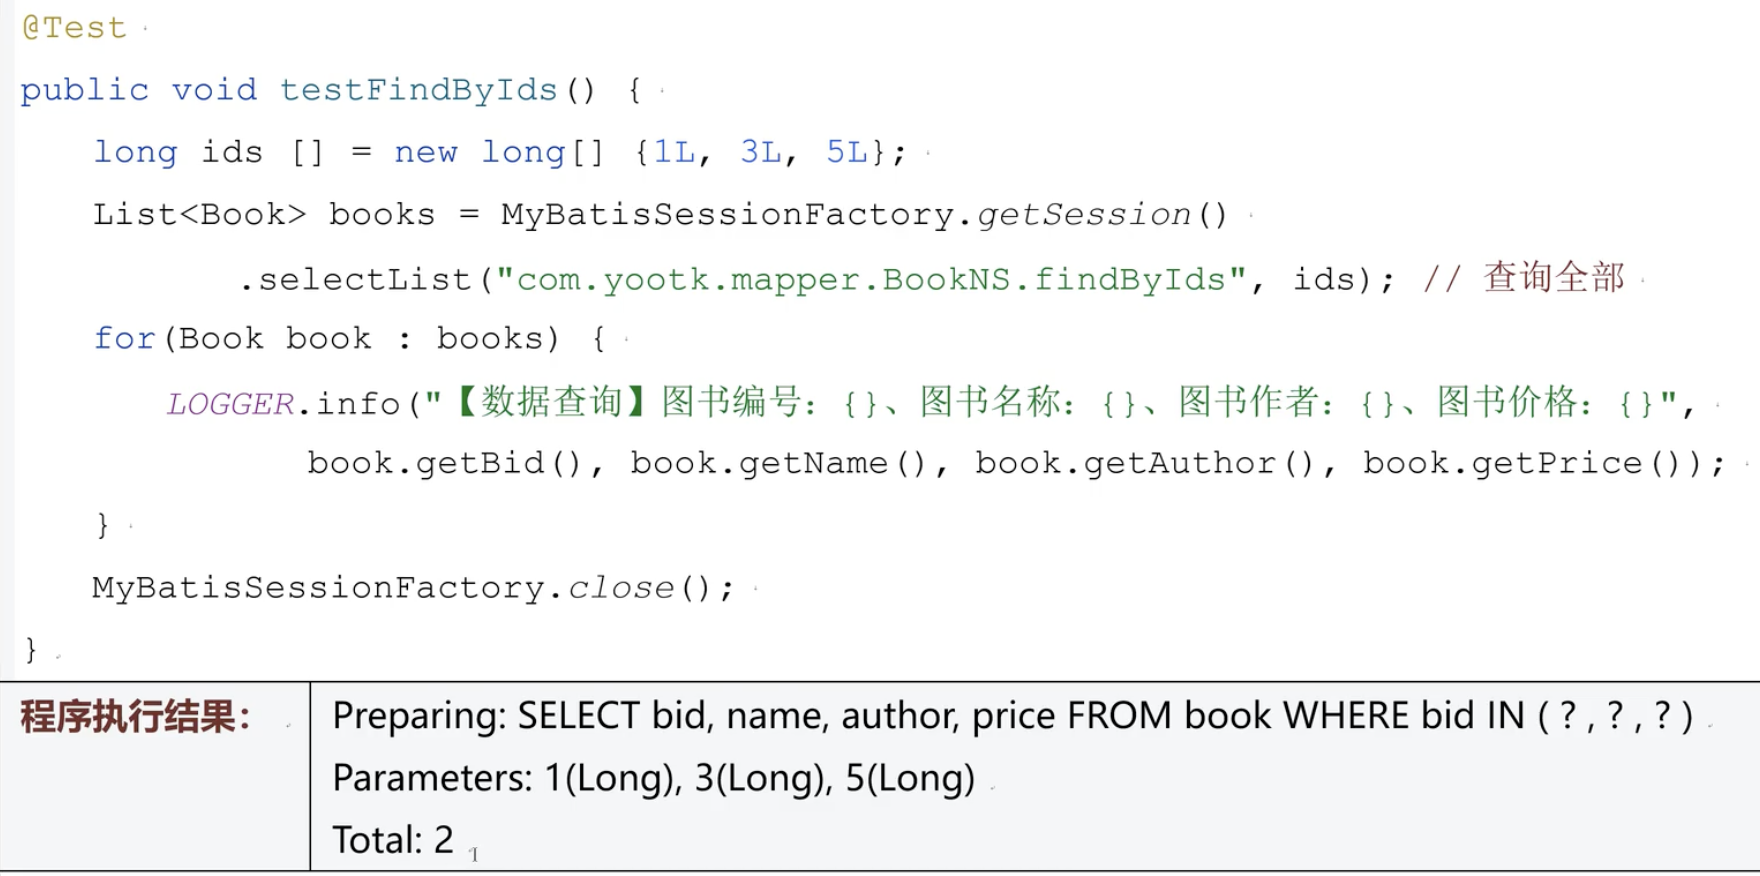 @Test
public void testFindByIds() {
long ids [] = new long[] {1L, 3L, 5L};
List<Book> books = MyBatisSessionFactory.getSession()
.selectList("com.yootk.mapper.BookNS.findByIds", ids); // 查询全部
for(Book book : books) {
LOGGER.info("【数据查询】图书编号：{}、图书名称：{}、图书作者：{}、图书价格：{}",
book.getBid(), book.getName(), book.getAuthor(), book.getPrice());
}
MyBatisSessionFactory.close();
}
程序执行结果：
Preparing: SELECT bid, name, author, price FROM book WHERE bid IN ( ? , ? , ? )
Parameters: 1(Long), 3(Long), 5(Long)
Total: 2